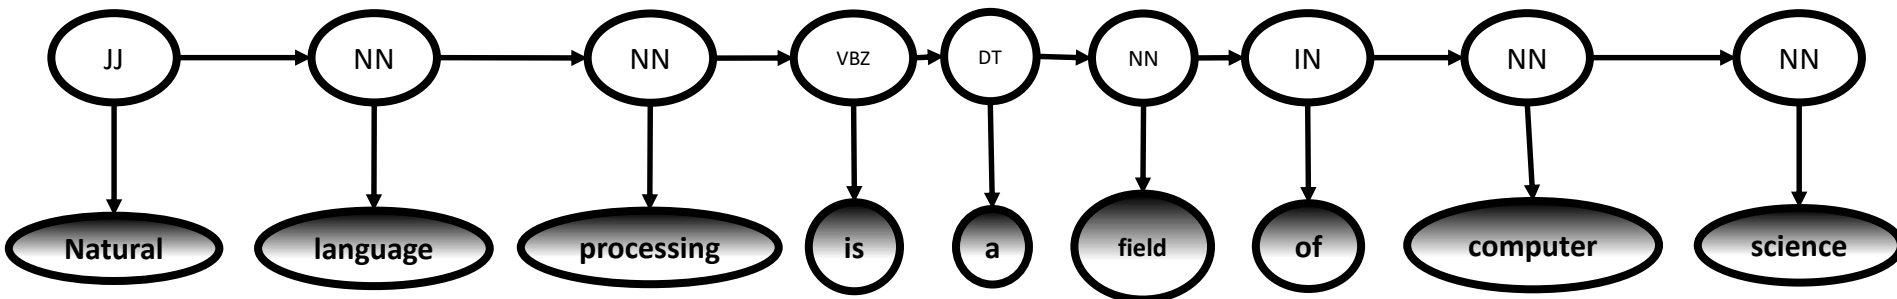 JJ NN NN VBZ DT NN IN NN NN
Natural language processing is a field of computer science